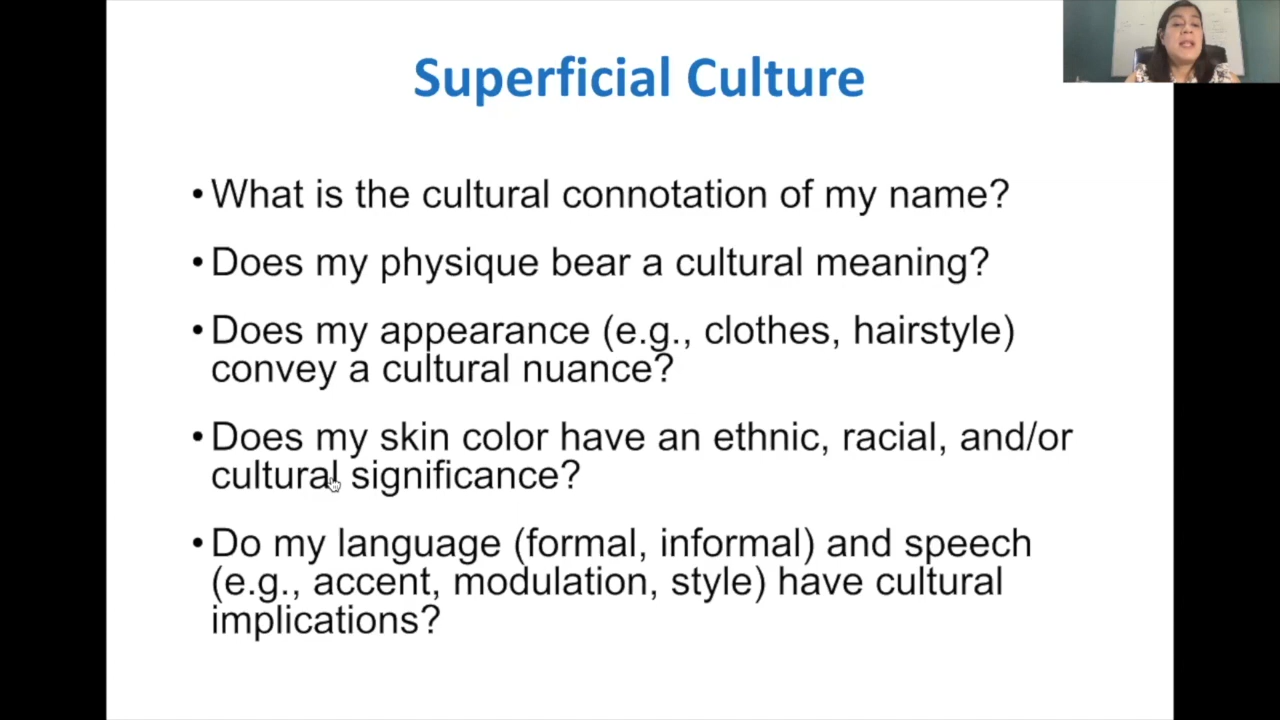 Superficial Culture
• What is the cultural connotation of my name?
• Does my physique bear a cultural meaning?
• Does my appearance (e.g., clothes, hairstyle)
convey a cultural nuance?
• Does my skin color have an ethnic, racial, and/or
cultural significance?
• Do my language (formal, informal) and speech
(e.g., accent, modulation, style) have cultural
implications?